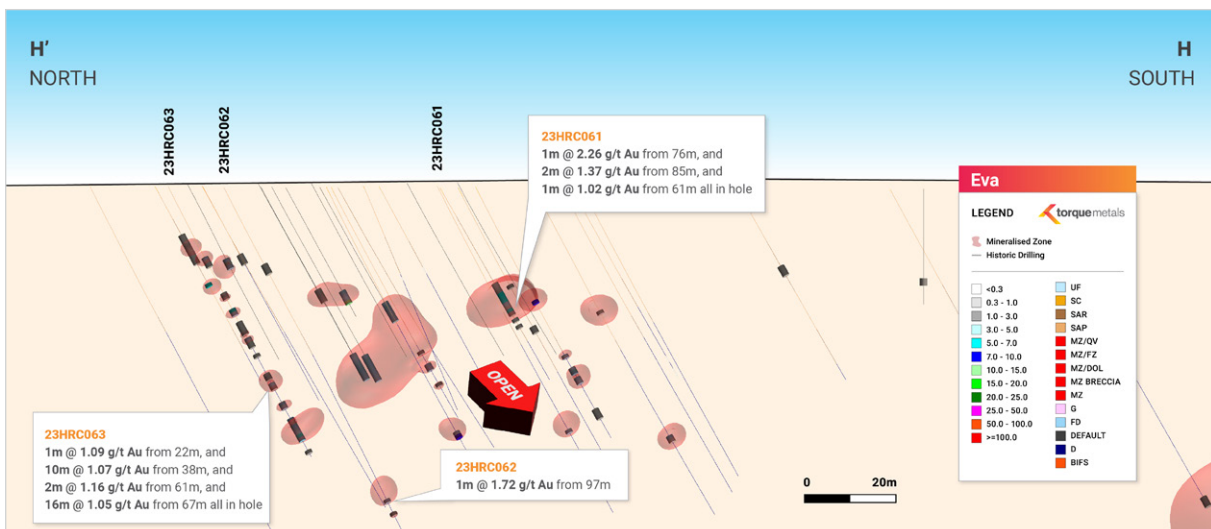 H’
NORTH
H
SOUTH
23HRC063
23HRC062
23HRC061
23HRC061
1m @ 2.26 g/t Au from 76m, and
2m @ 1.37 g/t Au from 85m, and
1m @ 1.02 g/t Au from 61m all in hole
Eva
LEGEND
torquemetals
Mineralised Zone
Historic Drilling
<0.3
0.3 - 1.0
1.0 - 3.0
3.0 - 5.0
5.0 - 7.0
7.0 - 10.0
10.0 - 15.0
15.0 - 20.0
20.0 - 25.0
25.0 - 50.0
50.0 - 100.0
>=100.0
UF
SC
SAR
SAP
MZ/QV
MZ/FZ
MZ/DOL
MZ BRECCIA
MZ
G
FD
DEFAULT
D
BIFS
OPEN
23HRC063
1m @ 1.09 g/t Au from 22m, and
10m @ 1.07 g/t Au from 38m, and
2m @ 1.16 g/t Au from 61m, and
16m @ 1.05 g/t Au from 67m all in hole
23HRC062
1m @ 1.72 g/t Au from 97m
0 20m